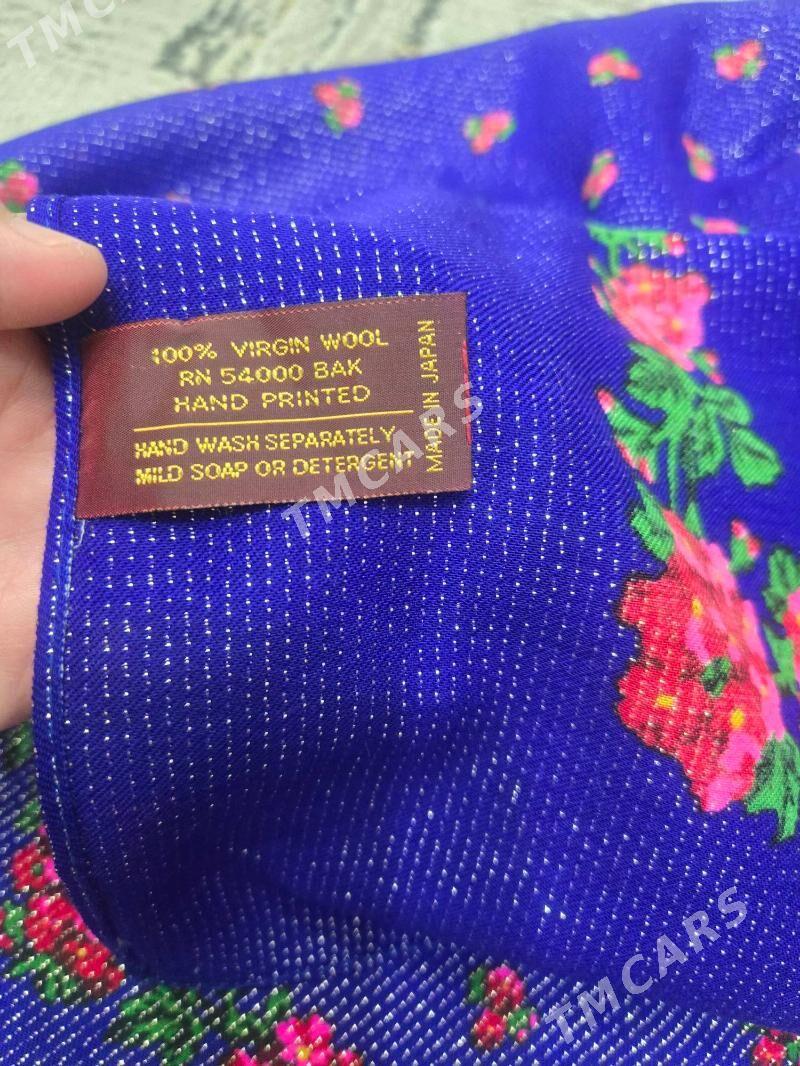 TMCARS
100% VIRGIN WOOL
RN 54000 BAK
HAND PRINTED
HAND WASH SEPARATELY
MILD SOAP OR DETERGENT
MADE IN JAPAN
TMCARS
TMCARS